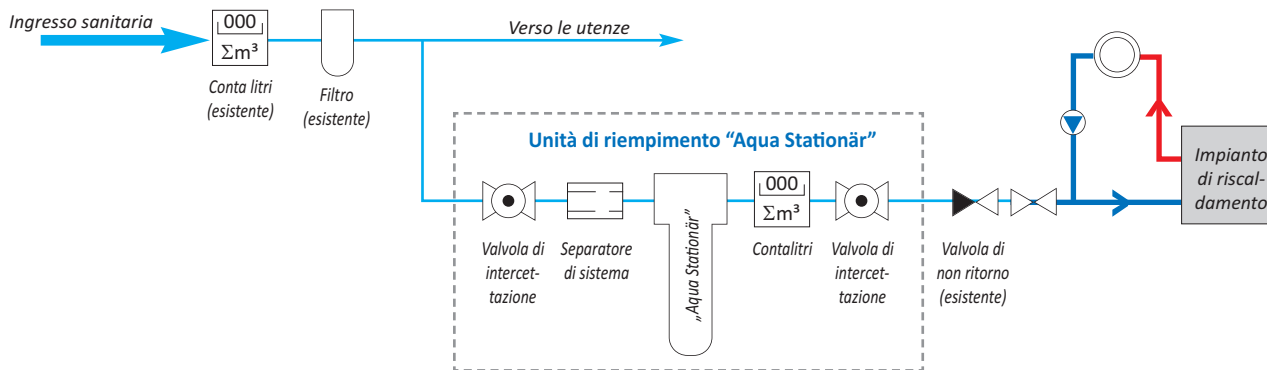 Ingresso sanitaria
000
Σm³
Verso le utenze
Conta litri
(esistente)
Filtro
(esistente)
Unità di riempimento “Aqua Stationär”
Impianto
di riscal-
damento
„Aqua Stationär”
000
Σm³
Valvola di
intercet-
tazione
Separatore
di sistema
Contalitri
Valvola di
intercet-
tazione
Valvola di
non ritorno
(esistente)